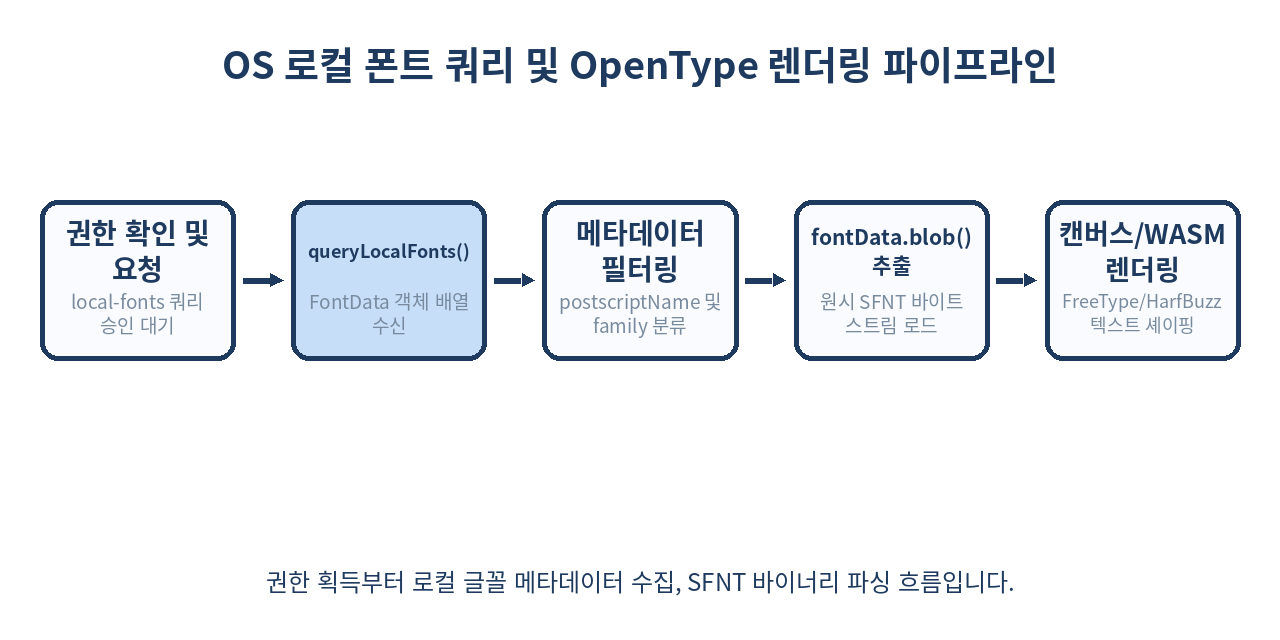 OS 로컬 폰트 쿼리 및 OpenType 렌더링 파이프라인
권한 확인 및
요청
local-fonts 쿼리
승인 대기
queryLocalFonts()
FontData 객체 배열
수신
메타데이터
필터링
postscriptName 및
family 분류
fontData.blob()
추출
원시 SFNT 바이트
스트림 로드
캔버스/WASM
렌더링
FreeType/HarfBuzz
텍스트 셰이핑
권한 획득부터 로컬 글꼴 메타데이터 수집, SFNT 바이너리 파싱 흐름입니다.